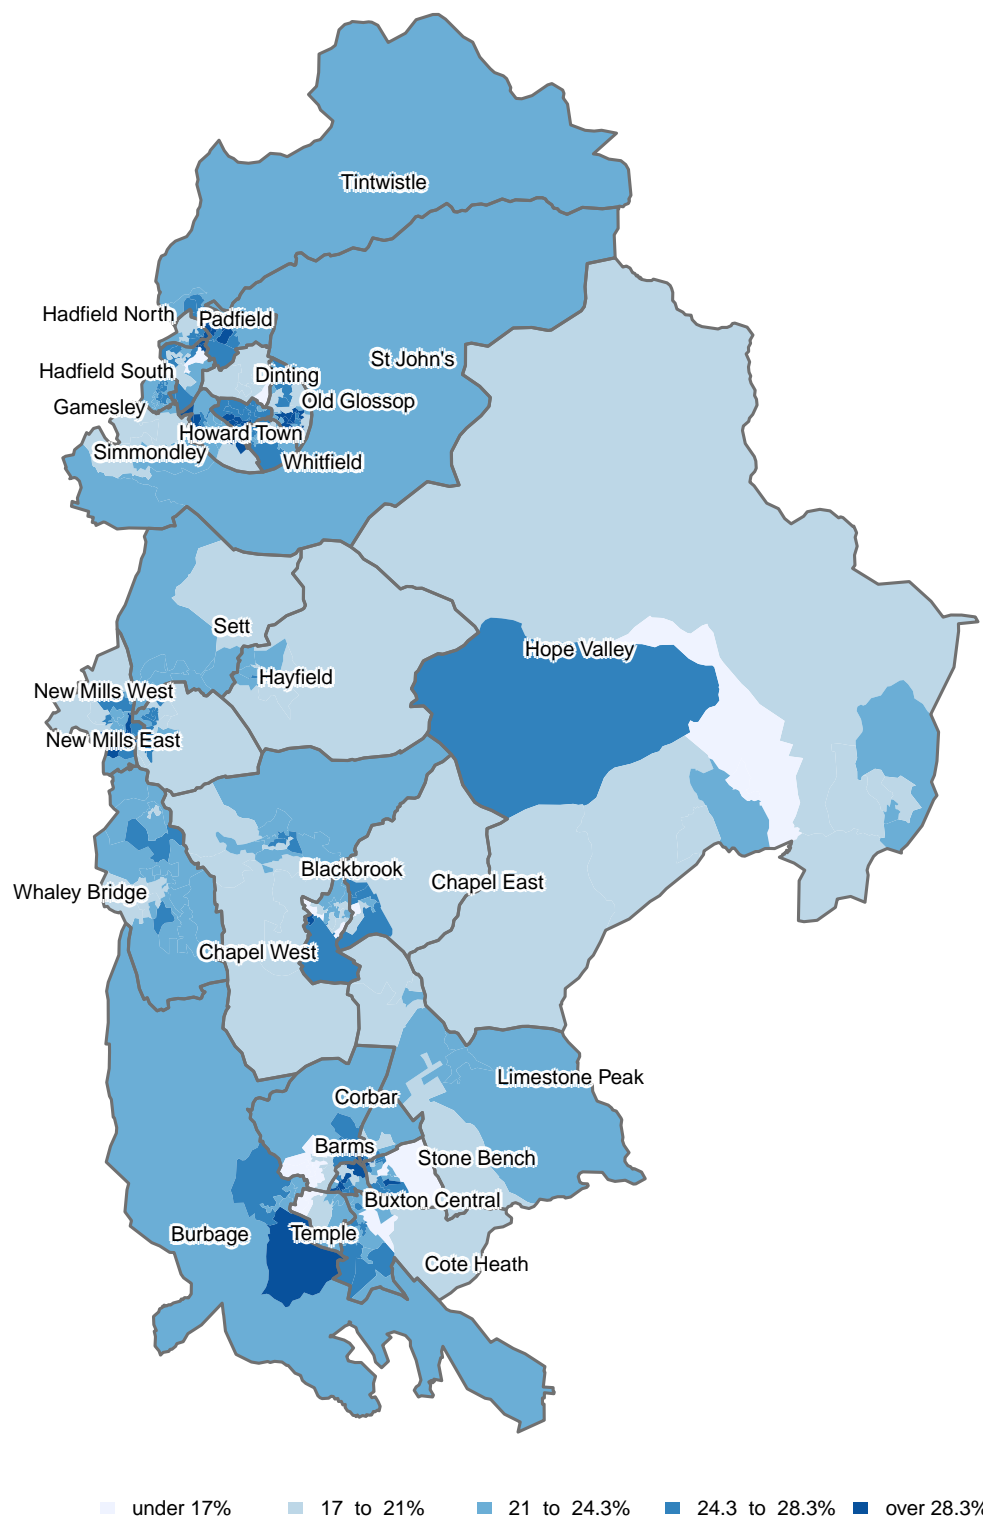 Tintwistle
Hadfield North
Padfield
St John's
Hadfield South
Dinting
Old Glossop
Gamesley
Howard Town
Simmondley
Whitfield
Sett
Hope Valley
Hayfield
New Mills West
New Mills East
Blackbrook
Chapel East
Whaley Bridge
Chapel West
Limestone Peak
Corbar
Barms
Stone Bench
Buxton Central
Burbage
Temple
Cote Heath
under 17% 17 to 21% 21 to 24.3% 24.3 to 28.3% over 28.3%